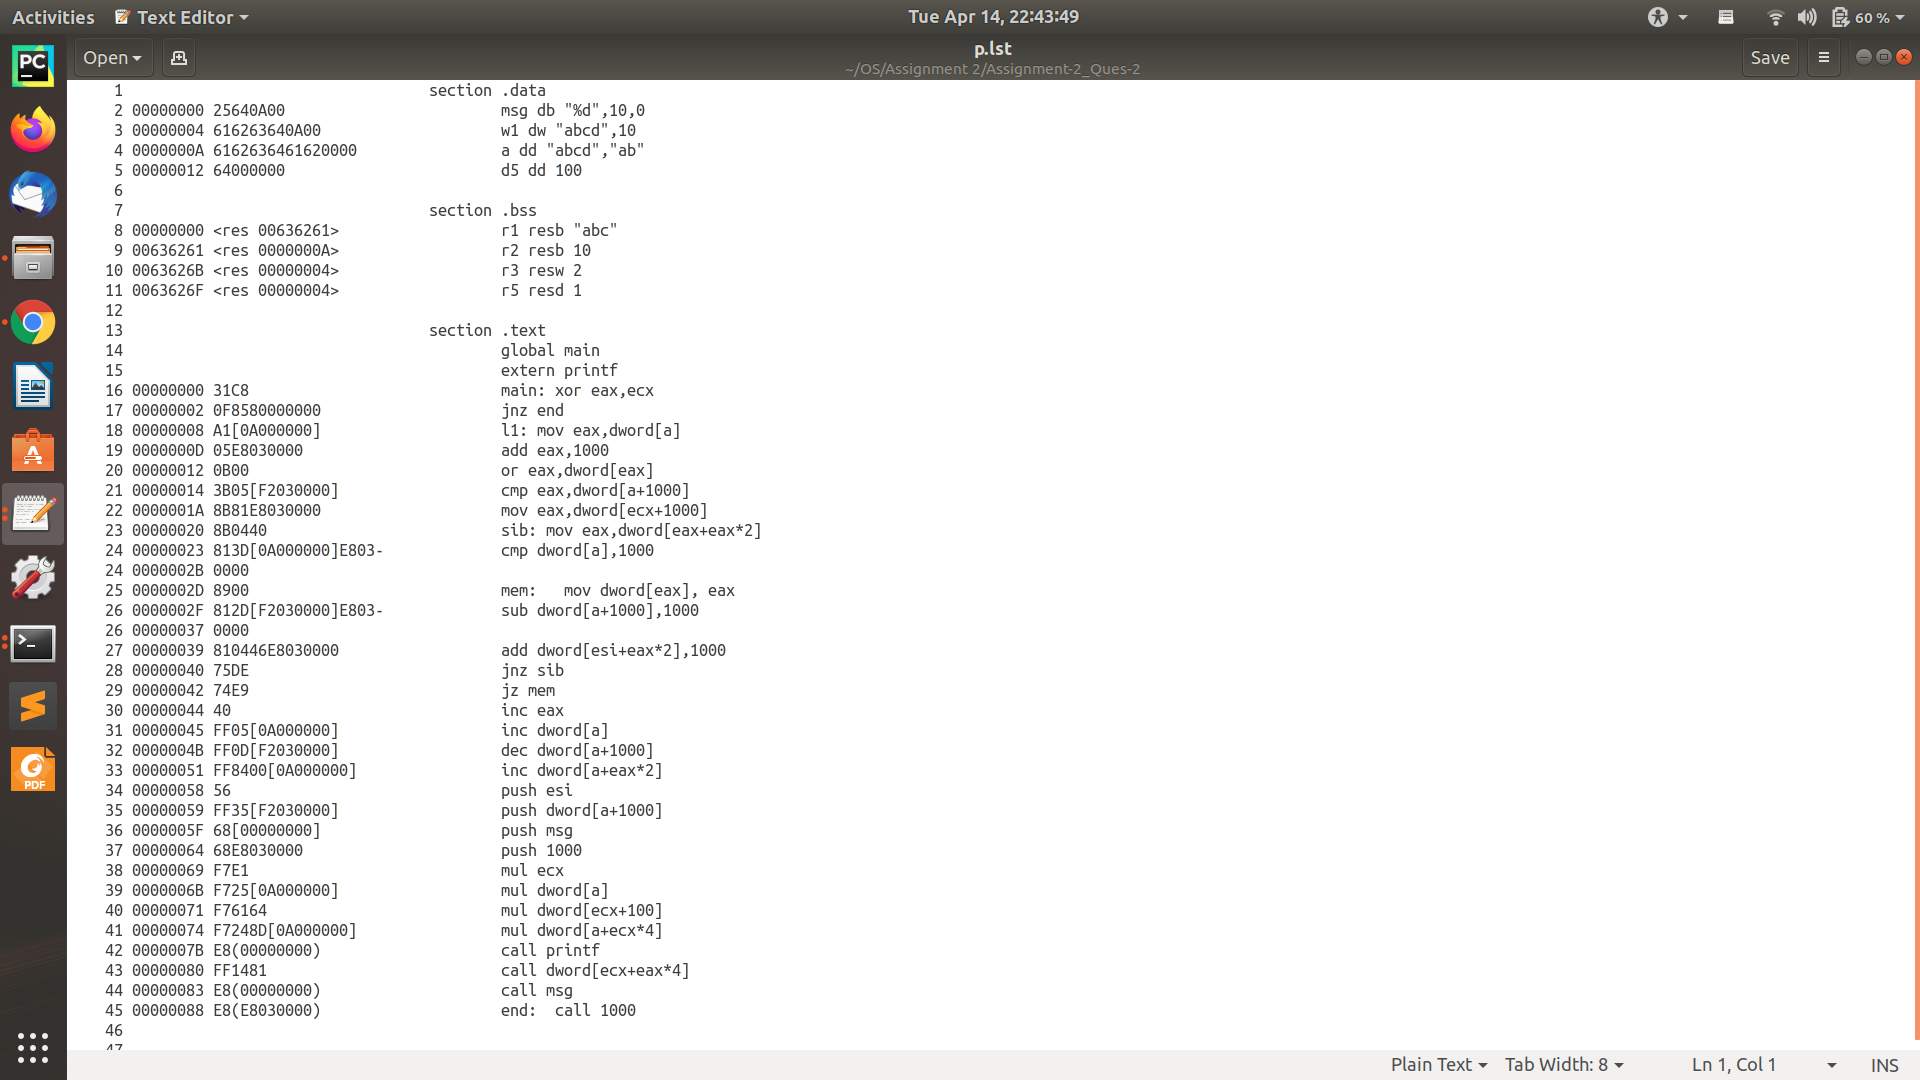 Activities Text Editor Tue Apr 14, 22:43:49 60 %
Open p.lst Save
~/OS/Assignment 2/Assignment-2_Ques-2
1 section .data
2 00000000 25640A00 msg db "%d",10,0
3 00000004 616263640A00 w1 dw "abcd",10
4 0000000A 6162636461620000 a dd "abcd","ab"
5 00000012 64000000 d5 dd 100
6
7 section .bss
8 00000000 <res 00636261> r1 resb "abc"
9 00636261 <res 0000000A> r2 resb 10
10 0063626B <res 00000004> r3 resw 2
11 0063626F <res 00000004> r5 resd 1
12
13 section .text
14 global main
15 extern printf
16 00000000 31C8 main: xor eax,ecx
17 00000002 0F8580000000 jnz end
18 00000008 A1[0A000000] l1: mov eax,dword[a]
19 0000000D 05E8030000 add eax,1000
20 00000012 0B00 or eax,dword[eax]
21 00000014 3B05[F2030000] cmp eax,dword[a+1000]
22 0000001A 8B81E8030000 mov eax,dword[ecx+1000]
23 00000020 8B0440 sib: mov eax,dword[eax+eax*2]
24 00000023 813D[0A000000]E803- cmp dword[a],1000
24 0000002B 0000
25 0000002D 8900 mem: mov dword[eax], eax
26 0000002F 812D[F2030000]E803- sub dword[a+1000],1000
26 00000037 0000
27 00000039 810446E8030000 add dword[esi+eax*2],1000
28 00000040 75DE jnz sib
29 00000042 74E9 jz mem
30 00000044 40 inc eax
31 00000045 FF05[0A000000] inc dword[a]
32 0000004B FF0D[F2030000] dec dword[a+1000]
33 00000051 FF8400[0A000000] inc dword[a+eax*2]
34 00000058 56 push esi
35 00000059 FF35[F2030000] push dword[a+1000]
36 0000005F 68[00000000] push msg
37 00000064 68E8030000 push 1000
38 00000069 F7E1 mul ecx
39 0000006B F725[0A000000] mul dword[a]
40 00000071 F76164 mul dword[ecx+100]
41 00000074 F7248D[0A000000] mul dword[a+ecx*4]
42 0000007B E8(00000000) call printf
43 00000080 FF1481 call dword[ecx+eax*4]
44 00000083 E8(00000000) call msg
45 00000088 E8(E8030000) end: call 1000
46
47
PC
PDF
Plain Text Tab Width: 8 Ln 1, Col 1 INS